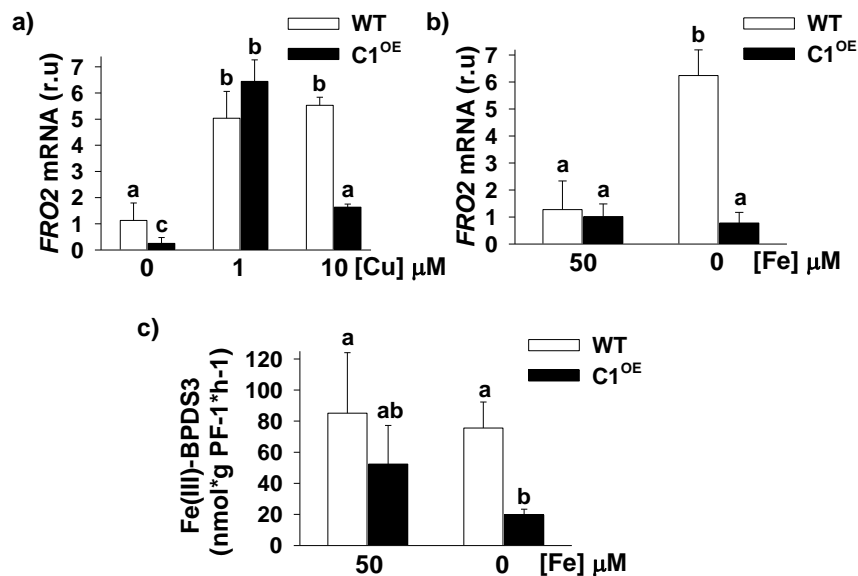 a)
WT
C1OE
FRO2 mRNA (r.u)
7
6
5
4
3
2
1
0
a
c
b
b
b
a
0 1 10 [Cu] μM
b)
WT
C1OE
FRO2 mRNA (r.u)
7
6
5
4
3
2
1
0
a
a
b
a
50 0 [Fe] μM
c)
WT
C1OE
Fe(III)-BPDS3
(nmol*g PF-1*h-1)
120
100
80
60
40
20
0
a
ab
a
b
50 0 [Fe] μM